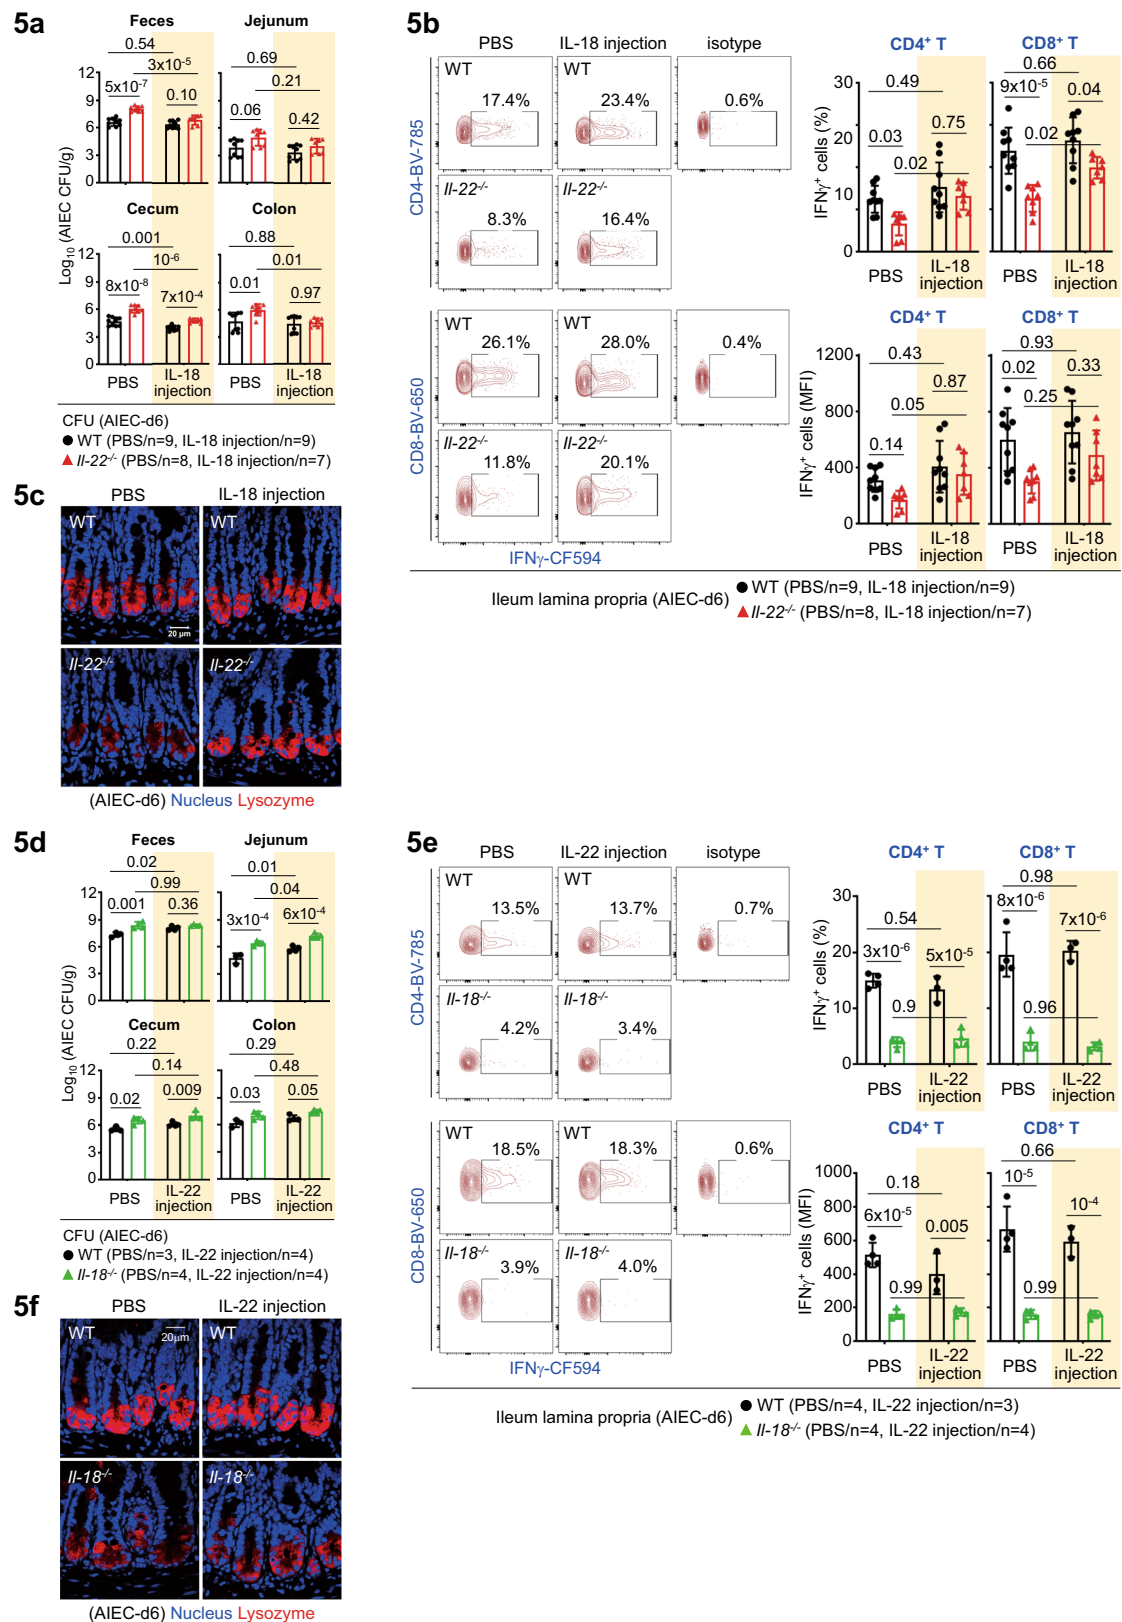 5a
Feces Jejunum
0.54
3x10-5
0.69
0.21
5x10-7
0.10
0.06
0.42
12
9
6
3
0
Cecum Colon
0.001
10-6
0.88
0.01
8x10-8
7x10-4
0.01
0.97
12
9
6
3
0
Log10 (AIEC CFU/g)
PBS IL-18 injection PBS IL-18 injection
CFU (AIEC-d6)
WT (PBS/n=9, IL-18 injection/n=9)
Il-22-/- (PBS/n=8, IL-18 injection/n=7)
5b
PBS IL-18 injection isotype
WT 17.4% WT 23.4% 0.6%
Il-22-/- 8.3% Il-22-/- 16.4%
CD4-BV-785
WT 26.1% WT 28.0% 0.4%
Il-22-/- 11.8% Il-22-/- 20.1%
CD8-BV-650
IFNγ-CF594
CD4+ T CD8+ T
0.49
0.75
0.03
0.02
0.66
9x10-5
0.04
0.02
30
20
10
0
IFNγ+ cells (%)
PBS IL-18 injection PBS IL-18 injection
CD4+ T CD8+ T
0.43
0.87
0.05
0.14
0.93
0.02
0.33
0.25
1200
800
400
0
IFNγ+ cells (MFI)
PBS IL-18 injection PBS IL-18 injection
Ileum lamina propria (AIEC-d6)
WT (PBS/n=9, IL-18 injection/n=9)
Il-22-/- (PBS/n=8, IL-18 injection/n=7)
5c
PBS IL-18 injection
WT WT
20 µm
Il-22-/- Il-22-/-
(AIEC-d6) Nucleus Lysozyme
5d
Feces Jejunum
0.02
0.99
0.01
0.04
0.001
0.36
3x10-4
6x10-4
12
9
6
3
0
Cecum Colon
0.22
0.14
0.29
0.48
0.02
0.009
0.03
0.05
12
9
6
3
0
Log10 (AIEC CFU/g)
PBS IL-22 injection PBS IL-22 injection
CFU (AIEC-d6)
WT (PBS/n=3, IL-22 injection/n=4)
Il-18-/- (PBS/n=4, IL-22 injection/n=4)
5e
PBS IL-22 injection isotype
WT 13.5% WT 13.7% 0.7%
Il-18-/- 4.2% Il-18-/- 3.4%
CD4-BV-785
WT 18.5% WT 18.3% 0.6%
Il-18-/- 3.9% Il-18-/- 4.0%
CD8-BV-650
IFNγ-CF594
CD4+ T CD8+ T
0.54
3x10-6
5x10-5
0.9
0.98
8x10-6
7x10-6
0.96
30
20
10
0
IFNγ+ cells (%)
PBS IL-22 injection PBS IL-22 injection
CD4+ T CD8+ T
0.18
6x10-5
0.005
0.99
0.66
10-5
10-4
0.99
1000
800
600
400
200
0
IFNγ+ cells (MFI)
PBS IL-22 injection PBS IL-22 injection
Ileum lamina propria (AIEC-d6)
WT (PBS/n=4, IL-22 injection/n=3)
Il-18-/- (PBS/n=4, IL-22 injection/n=4)
5f
PBS IL-22 injection
WT WT
20µm
Il-18-/- Il-18-/-
(AIEC-d6) Nucleus Lysozyme